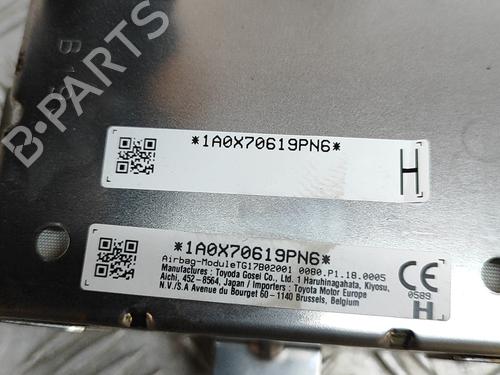 *1A0X70619PN6*
H
*1A0X70619PN6*
Airbag-ModuleTG17B02001 0080.P1.18.0005
Manufactures : Toyoda Gosei Co., Ltd. 1 Haruhinagahata, Kiyosu,
Aichi, 452-8564, Japan / Importers : Toyota Motor Europe
N.V./S.A Avenue du Bourget 60 - 1140 Brussels, Belgium
CE
0589
H
B-PARTS